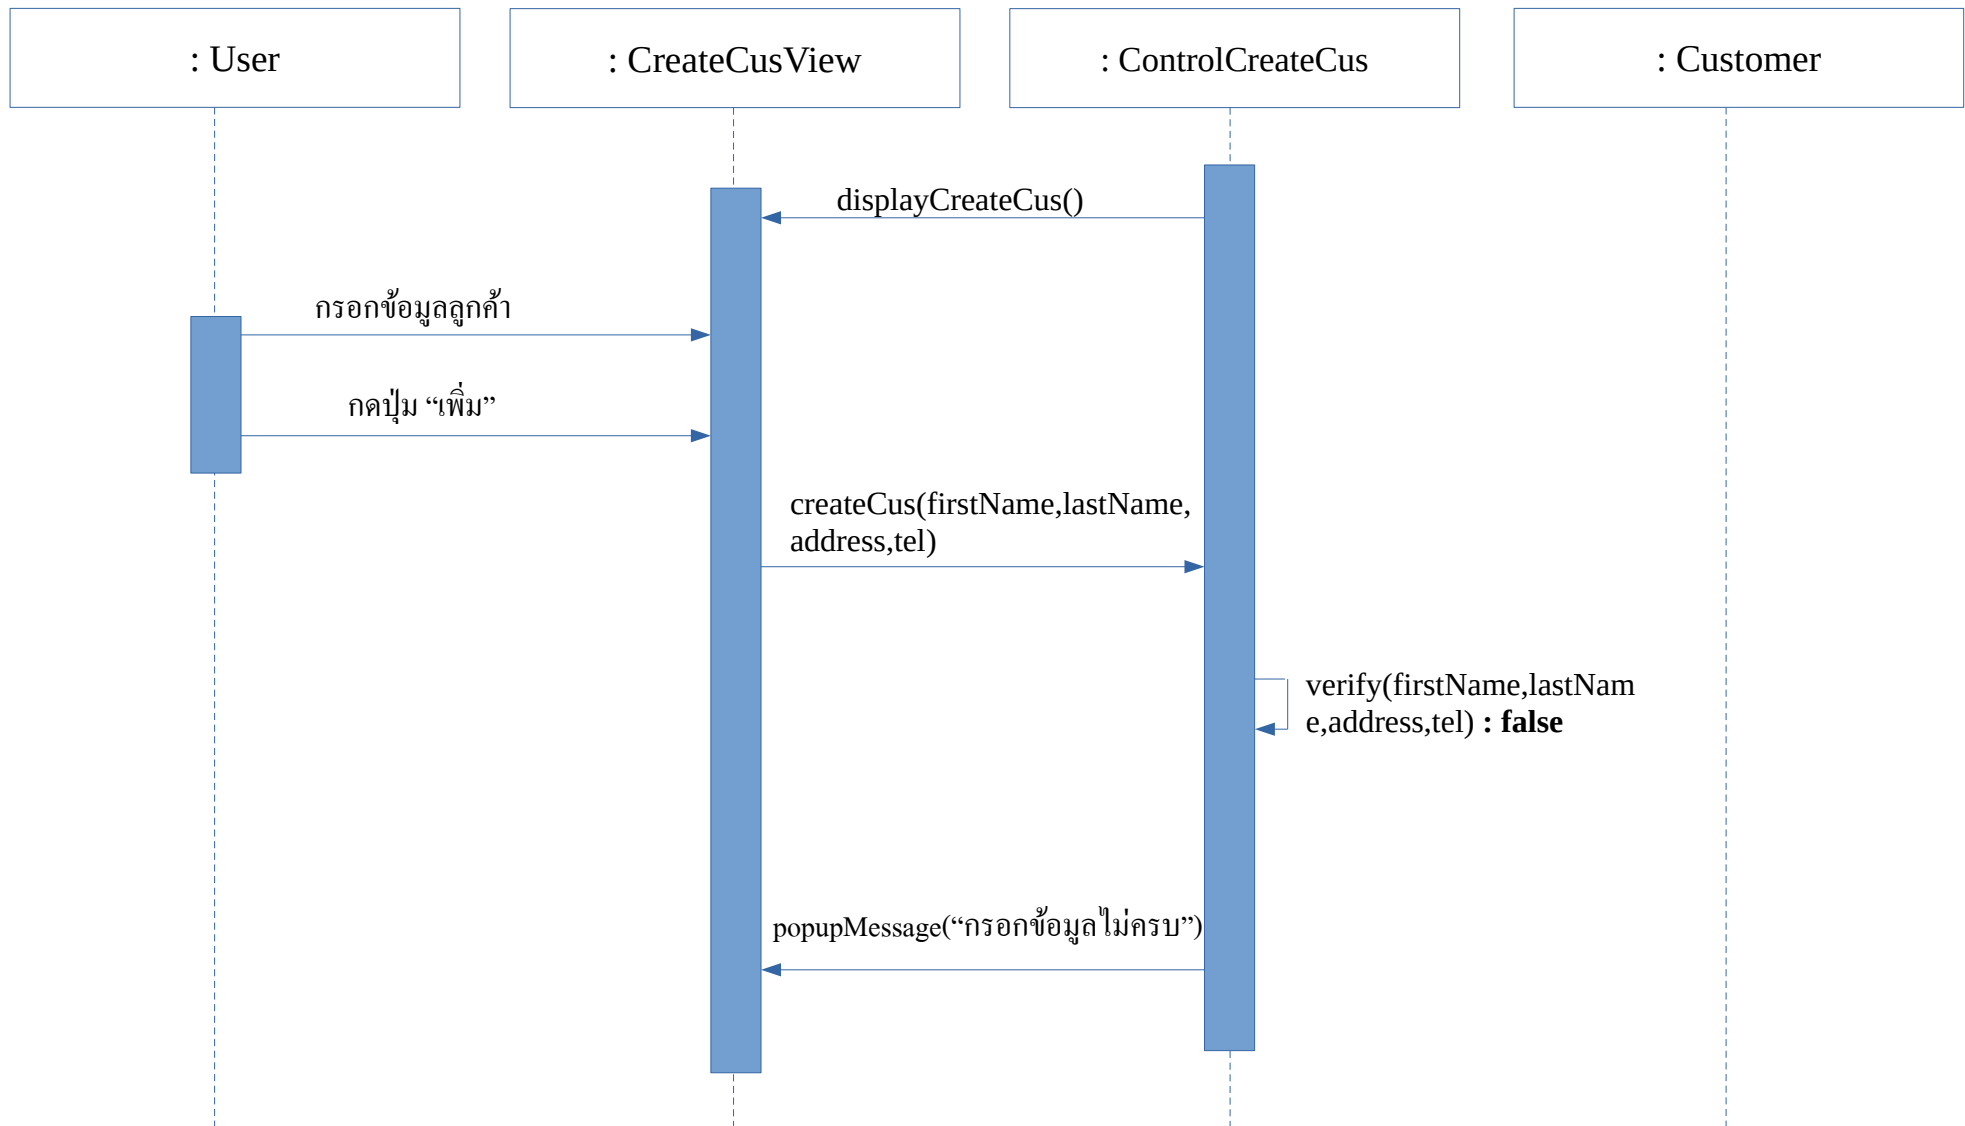 : User
: CreateCusView
: ControlCreateCus
: Customer
displayCreateCus()
กรอกข้อมูลลูกค้า
กดปุ่ม “เพิ่ม”
createCus(firstName,lastName,
address,tel)
verify(firstName,lastNam
e,address,tel) : false
popupMessage(“กรอกข้อมูลไม่ครบ”)